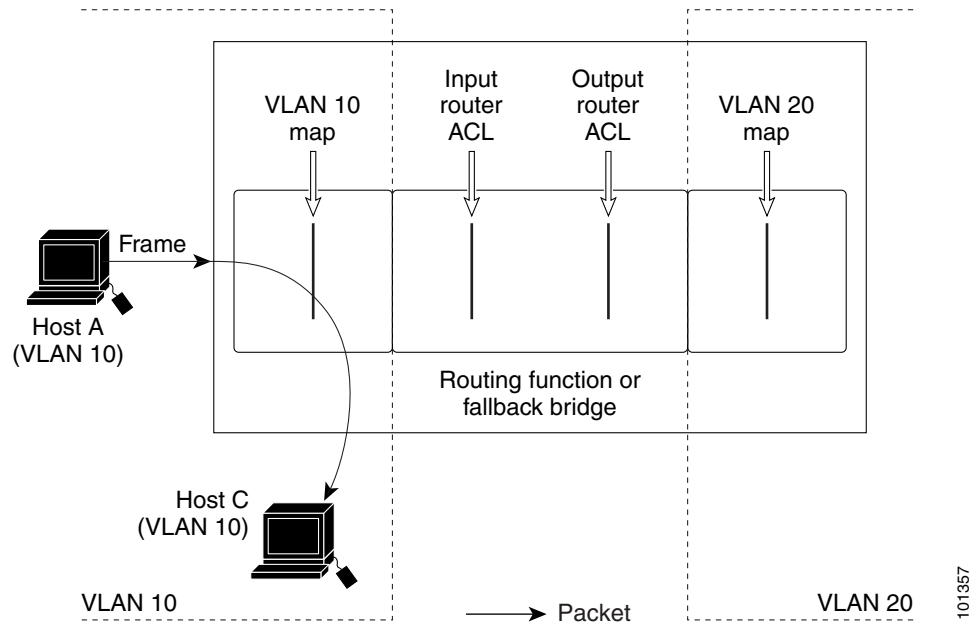 VLAN 10
map
Input
router
ACL
Output
router
ACL
VLAN 20
map
Frame
Host A
(VLAN 10)
Routing function or
fallback bridge
Host C
(VLAN 10)
VLAN 10
Packet
VLAN 20
101357